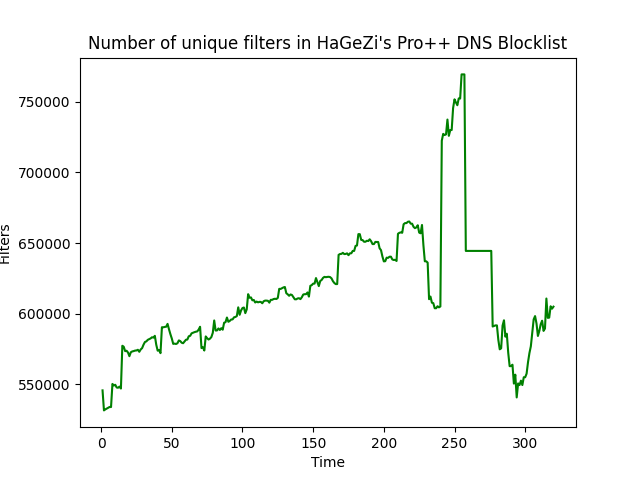 Number of unique filters in HaGeZi's Pro++ DNS Blocklist
750000
700000
650000
600000
550000
Filters
0 50 100 150 200 250 300
Time